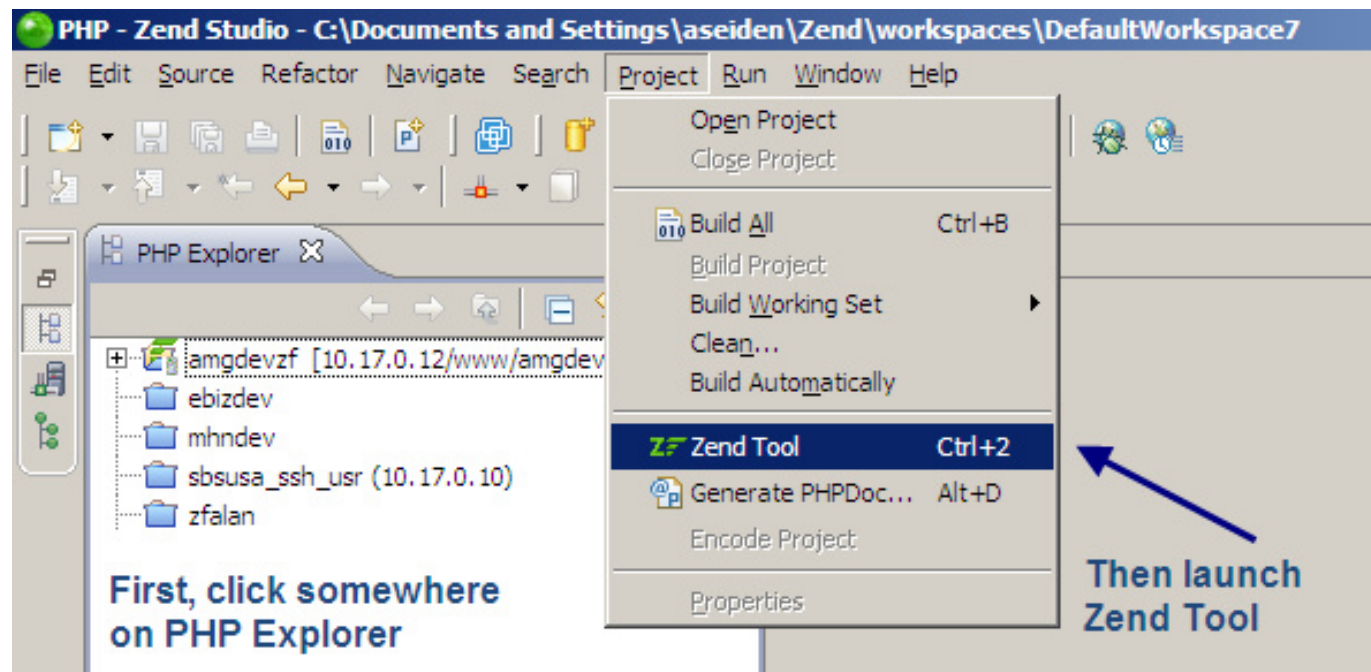 PHP - Zend Studio - C:\Documents and Settings\aseiden\Zend\workspaces\DefaultWorkspace7
File Edit Source Refactor Navigate Search Project Run Window Help
Open Project
Close Project
Build All Ctrl+B
Build Project
Build Working Set
Clean...
Build Automatically
Zend Tool Ctrl+2
Generate PHPDoc... Alt+D
Encode Project
Properties
PHP Explorer
amgdevzf [10.17.0.12/www/amgdev
ebizdev
mhndev
sbsusa_ssh_usr (10.17.0.10)
zfalan
First, click somewhere
on PHP Explorer
Then launch
Zend Tool